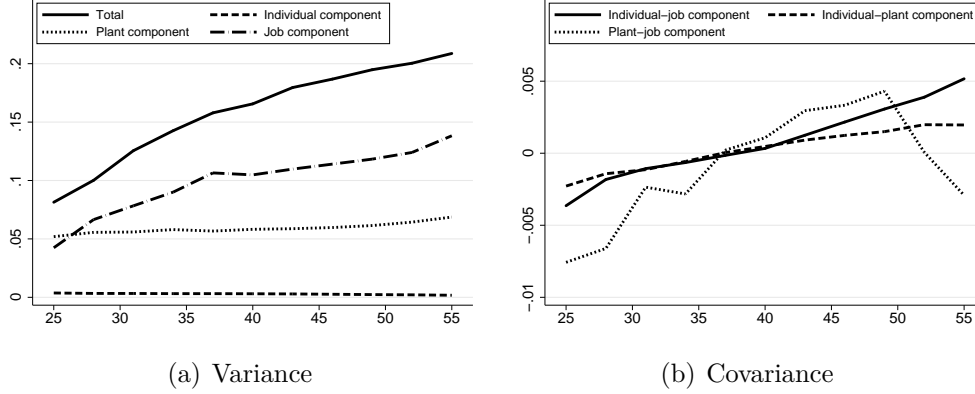 Total
Individual component
Plant component
Job component
.2
.15
.1
.05
0
25
30
35
40
45
50
55
(a) Variance
Individual–job component
Individual–plant component
Plant–job component
.005
0
−.005
−.01
25
30
35
40
45
50
55
(b) Covariance